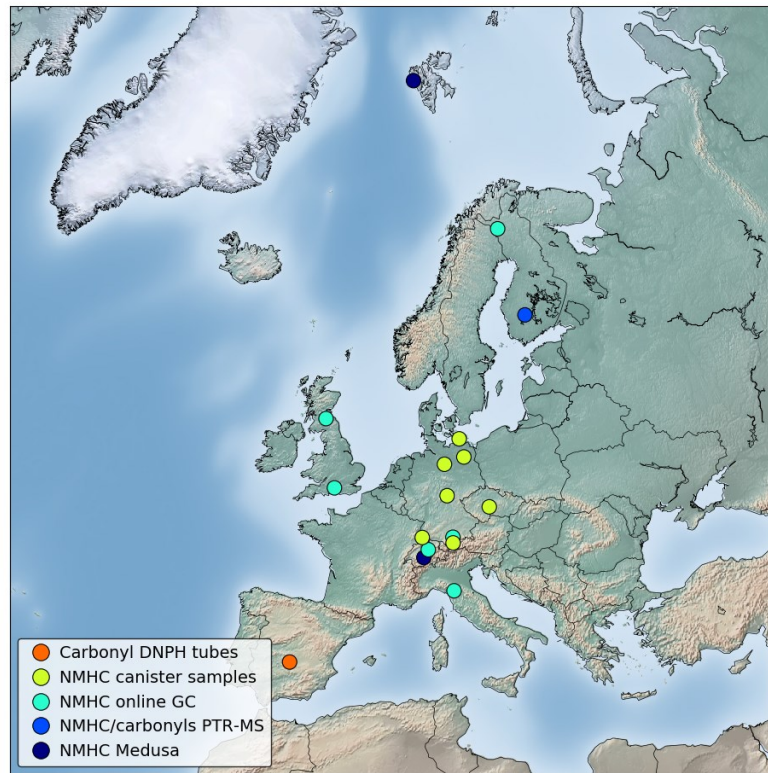 Carbonyl DNPH tubes
NMHC canister samples
NMHC online GC
NMHC/carbonyls PTR-MS
NMHC Medusa